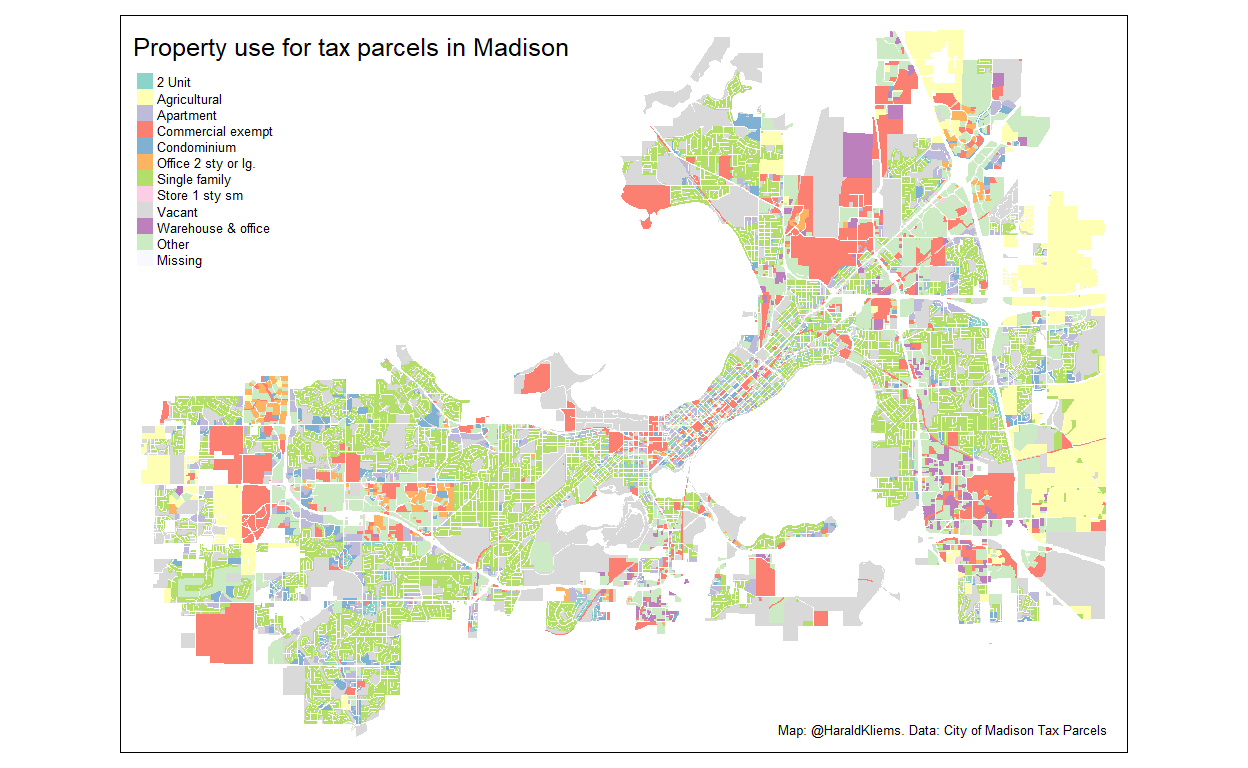 Property use for tax parcels in Madison
2 Unit
Agricultural
Apartment
Commercial exempt
Condominium
Office 2 sty or lg.
Single family
Store 1 sty sm
Vacant
Warehouse & office
Other
Missing
Map: @HaraldKliems. Data: City of Madison Tax Parcels